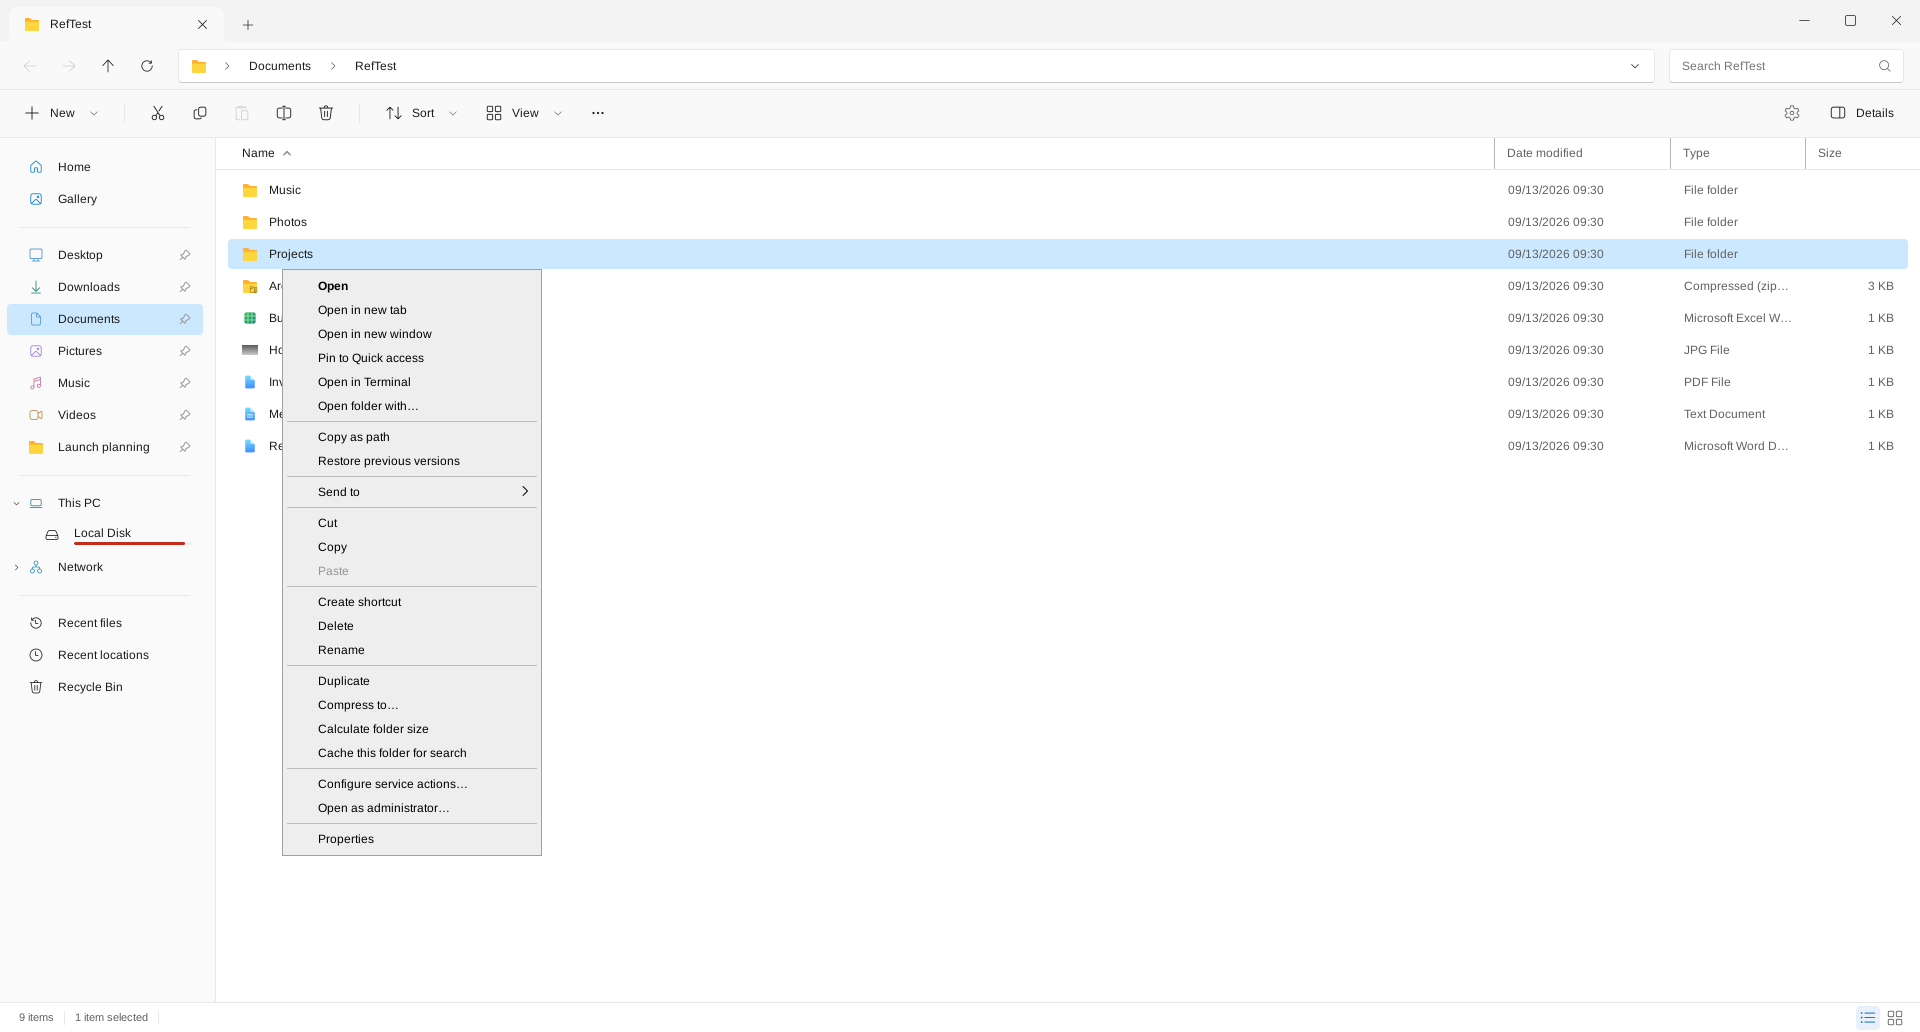 RefTest
Documents
RefTest
Search RefTest
New
Sort
View
Details
Name
Date modified
Type
Size
Home
Gallery
Desktop
Downloads
Documents
Pictures
Music
Videos
Launch planning
This PC
Local Disk
Network
Recent files
Recent locations
Recycle Bin
Music 09/13/2026 09:30 File folder
Photos 09/13/2026 09:30 File folder
Projects 09/13/2026 09:30 File folder
09/13/2026 09:30 Compressed (zip... 3 KB
09/13/2026 09:30 Microsoft Excel W... 1 KB
09/13/2026 09:30 JPG File 1 KB
09/13/2026 09:30 PDF File 1 KB
09/13/2026 09:30 Text Document 1 KB
09/13/2026 09:30 Microsoft Word D... 1 KB
Open
Open in new tab
Open in new window
Pin to Quick access
Open in Terminal
Open folder with...
Copy as path
Restore previous versions
Send to
Cut
Copy
Paste
Create shortcut
Delete
Rename
Duplicate
Compress to...
Calculate folder size
Cache this folder for search
Configure service actions...
Open as administrator...
Properties
9 items
1 item selected